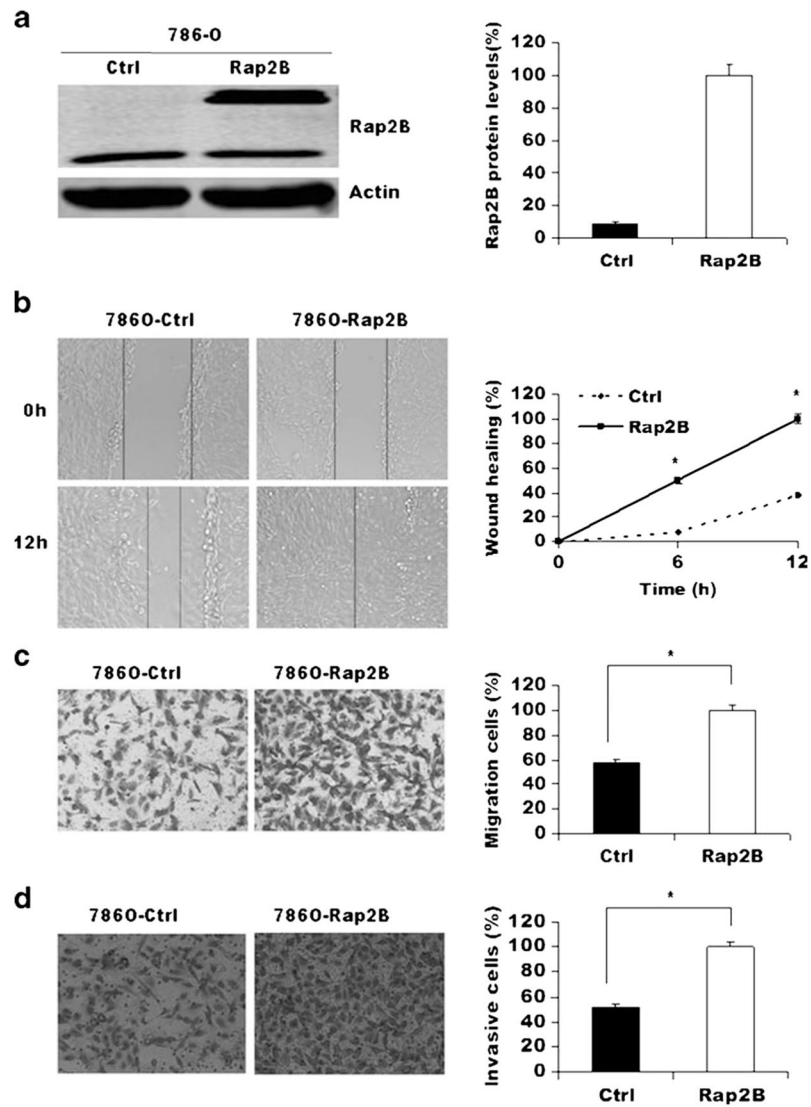 a
786-O
Ctrl Rap2B
Rap2B
Actin
Rap2B protein levels(%)
120
100
80
60
40
20
0
Ctrl Rap2B
b
786O-Ctrl 786O-Rap2B
0h
12h
Wound healing (%)
120
100
80
60
40
20
0
Ctrl
Rap2B
*
*
0 6 12
Time (h)
c
786O-Ctrl 786O-Rap2B
Migration cells (%)
120
100
80
60
40
20
0
*
Ctrl Rap2B
d
786O-Ctrl 786O-Rap2B
Invasive cells (%)
120
100
80
60
40
20
0
*
Ctrl Rap2B